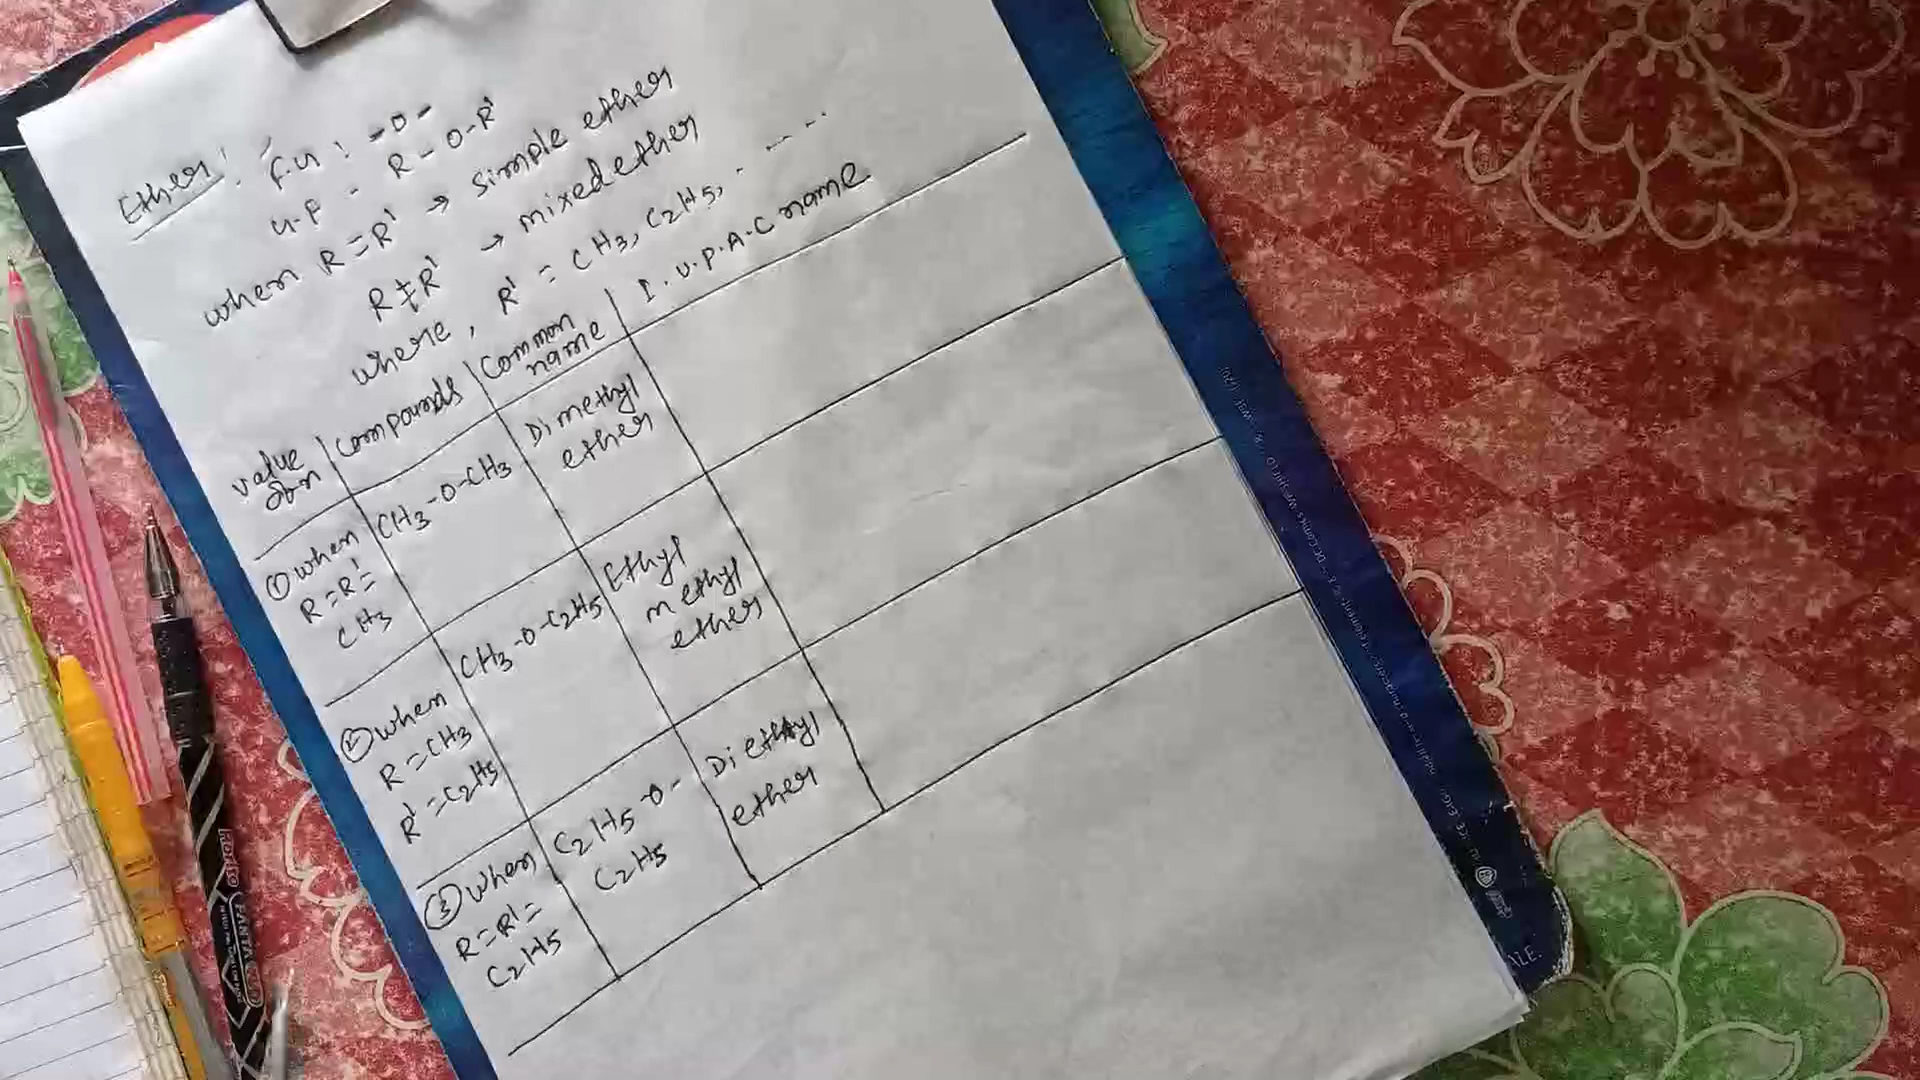 Ether: F.G : -O-
G.F - R-O-R'
when R=R' → simple ether
R≠R' → mixed ether
where, R' = CH3, C2H5, . ----
value
compounds
Common
name
I.U.P.A.C name
① when
R=R'=
CH3
CH3-O-CH3
Dimethyl
ether
② when
R=CH3
R'=C2H5
CH3-O-C2H5
Ethyl
methyl
ether
③ when
R=R'=
C2H5
C2H5-O-
C2H5
Diethyl
ether